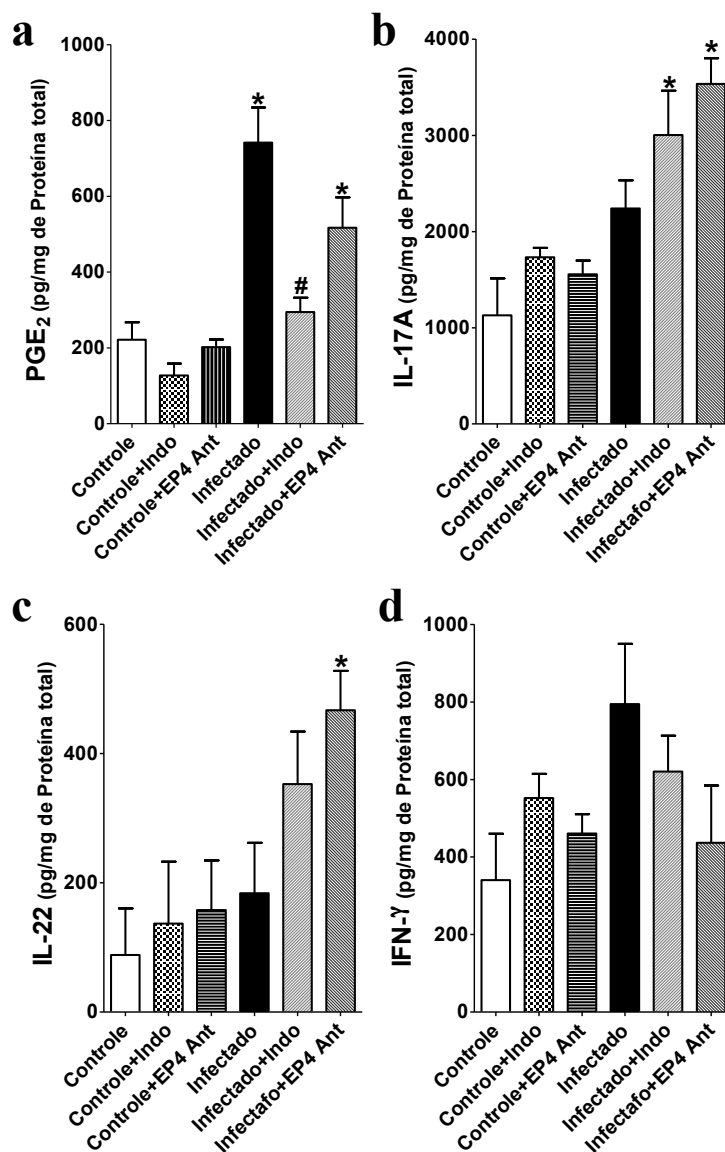 a
PGE₂ (pg/mg de Proteína total)
1000
800
600
400
200
0
*
#
*
Controle
Controle+Indo
Controle+EP4 Ant
Infectado
Infectado+Indo
Infectado+EP4 Ant
b
IL-17A (pg/mg de Proteína total)
4000
3000
2000
1000
0
*
*
Controle
Controle+Indo
Controle+EP4 Ant
Infectado
Infectado+Indo
Infectafo+EP4 Ant
c
IL-22 (pg/mg de Proteína total)
600
400
200
0
*
Controle
Controle+Indo
Controle+EP4 Ant
Infectado
Infectado+Indo
Infectafo+EP4 Ant
d
IFN-γ (pg/mg de Proteína total)
1000
800
600
400
200
0
Controle
Controle+Indo
Controle+EP4 Ant
Infectado
Infectado+Indo
Infectafo+EP4 Ant